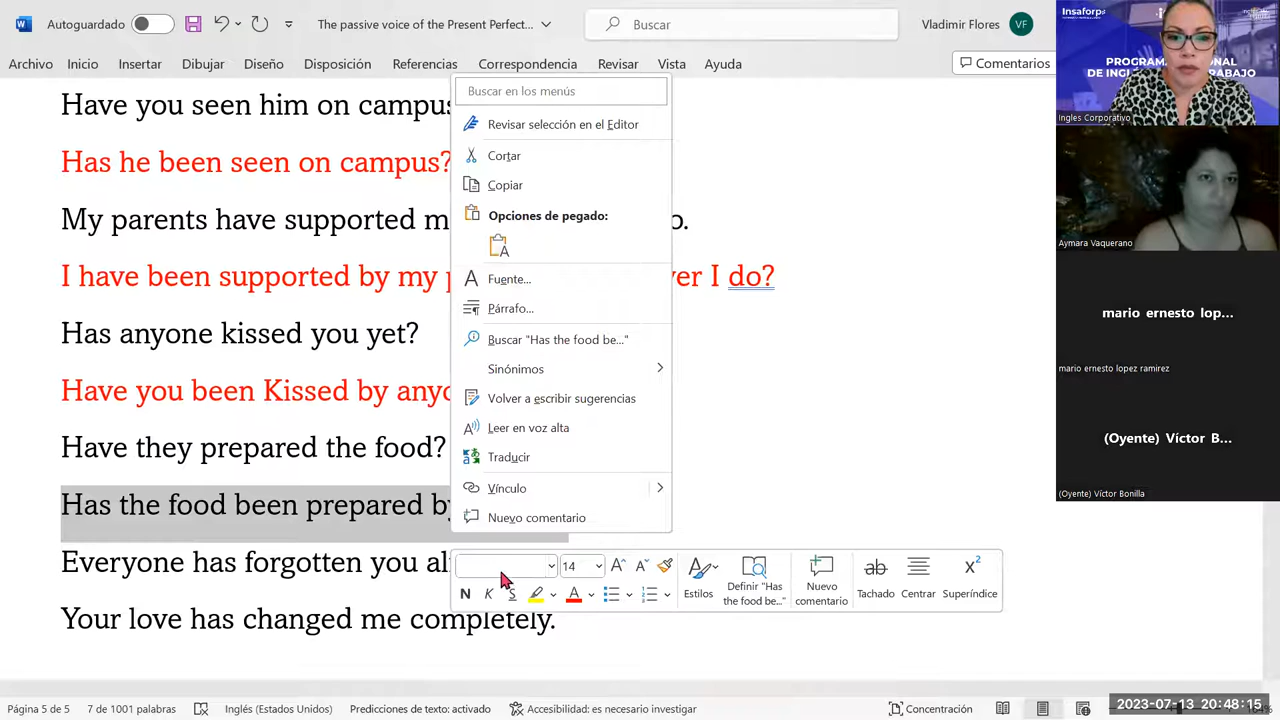 Autoguardado
The passivepice of the Present Perfect...
Buscar
Vladimir Flores
VF
Archivo Inicio Insertar Dibujar Diseño Disposición Referencias Correspondencia Revisar Vista Ayuda
Comentarios
Have you seen him on campus
Has he been seen on campus?
My parents have supported m o.
I have been supported by my ver I do?
Has anyone kissed you yet?
Have you been Kissed by anyo
Have they prepared the food?
Has the food been prepared by
Everyone has forgotten you al
Your love has changed me completely.
Buscar en los menús
Revisar selección en el Editor
Cortar
Copiar
Opciones de pegado:
Fuente...
Párrafo...
Buscar "Has the food be..."
Sinónimos
Volver a escribir sugerencias
Leer en voz alta
Traducir
Vínculo
Nuevo comentario
14
N K S
Estilos
Definir "Has the food be..."
Nuevo comentario
Tachado
Centrar
Superíndice
Insaforp
PROGRAMA NACIONAL
DE INGLÉS TRABAJO
Ingles Corporativo
Aymara Vaquerano
mario ernesto lop...
mario ernesto lopez ramirez
(Oyente) Víctor B...
(Oyente) Víctor Bonilla
Página 5 de 5 7 de 1001 palabras Inglés (Estados Unidos) Predicciones de texto: activado Accesibilidad: es necesario investigar Concentración
2023-07-13 20:48:15